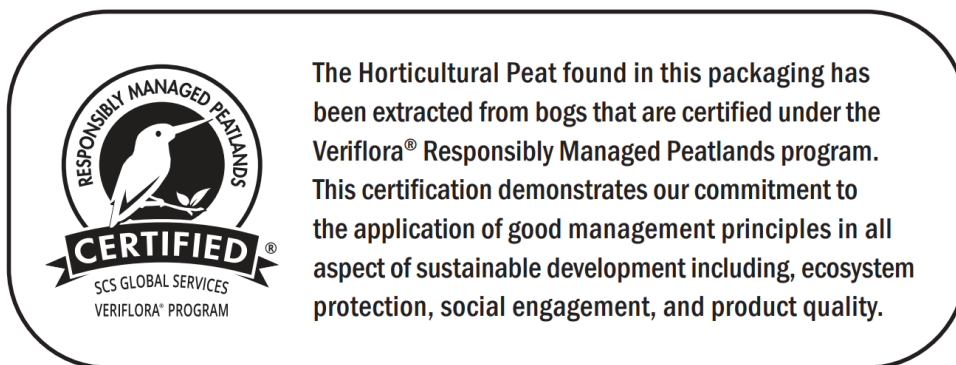 RESPONSIBLY MANAGED PEATLANDS
CERTIFIED®
SCS GLOBAL SERVICES
VERIFLORA® PROGRAM
The Horticultural Peat found in this packaging has
been extracted from bogs that are certified under the
Veriflora® Responsibly Managed Peatlands program.
This certification demonstrates our commitment to
the application of good management principles in all
aspect of sustainable development including, ecosystem
protection, social engagement, and product quality.